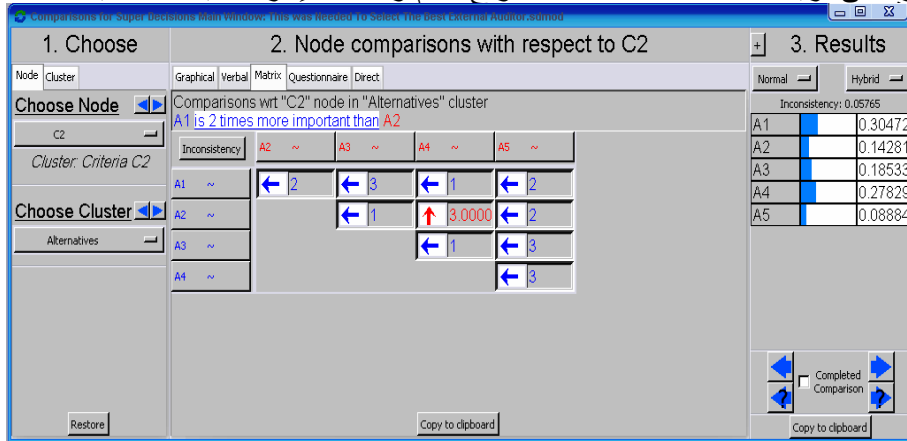 Comparisons for Super Decisions Main Window: This was Needed To Select The Best External Auditor.sdmod
1. Choose
2. Node comparisons with respect to C2
+ 3. Results
Node Cluster
Graphical Verbal Matrix Questionnaire Direct
Normal Hybrid
Choose Node
C2
Cluster: Criteria C2
Choose Cluster
Alternatives
Restore
Comparisons wrt "C2" node in "Alternatives" cluster
A1 is 2 times more important than A2
Inconsistency A2 ~ A3 ~ A4 ~ A5 ~
A1 ~ 2 3 1 2
A2 ~ 1 3.0000 2
A3 ~ 1 3
A4 ~ 3
Copy to clipboard
Inconsistency: 0.05765
A1 0.30472
A2 0.14281
A3 0.18533
A4 0.27829
A5 0.08884
Completed
Comparison
Copy to clipboard